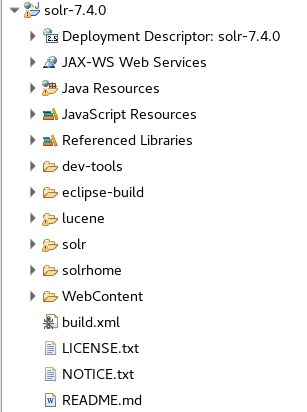 solr-7.4.0
Deployment Descriptor: solr-7.4.0
JAX-WS Web Services
Java Resources
JavaScript Resources
Referenced Libraries
dev-tools
eclipse-build
lucene
solr
solrhome
WebContent
build.xml
LICENSE.txt
NOTICE.txt
README.md